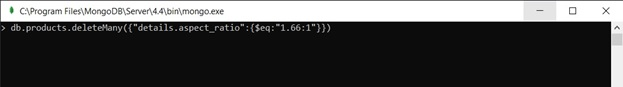 C:\Program Files\MongoDB\Server\4.4\bin\mongo.exe
> db.products.deleteMany({"details.aspect_ratio":{$eq:"1.66:1"}})